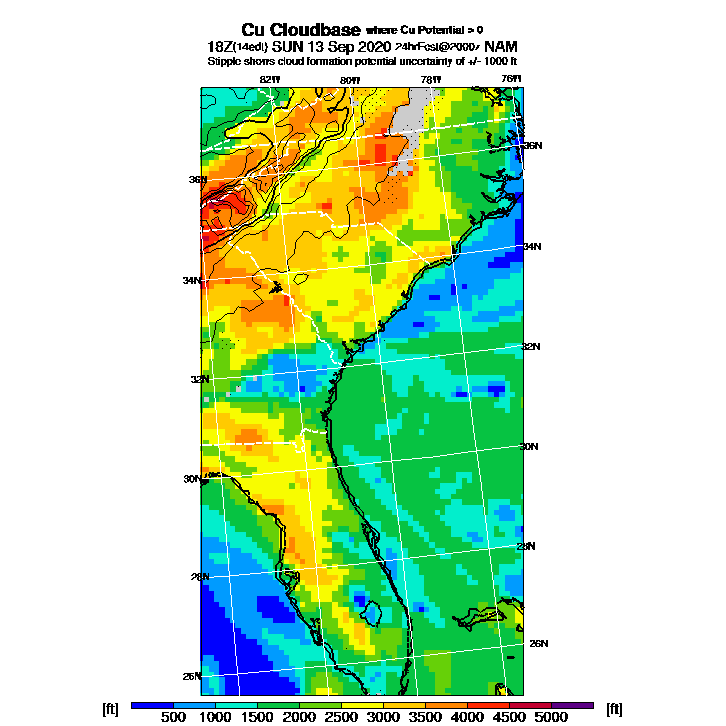 Cu Cloudbase where Cu Potential > 0
18Z(14edt) SUN 13 Sep 2020 24hrFcst@2000z NAM
Stipple shows cloud formation potential uncertainty of +/- 1000 ft
82W 80W 78W 76W
36N
36N
34N
34N
32N
32N
30N
30N
28N
28N
26N
26N
[ft] [ft]
500 1000 1500 2000 2500 3000 3500 4000 4500 5000